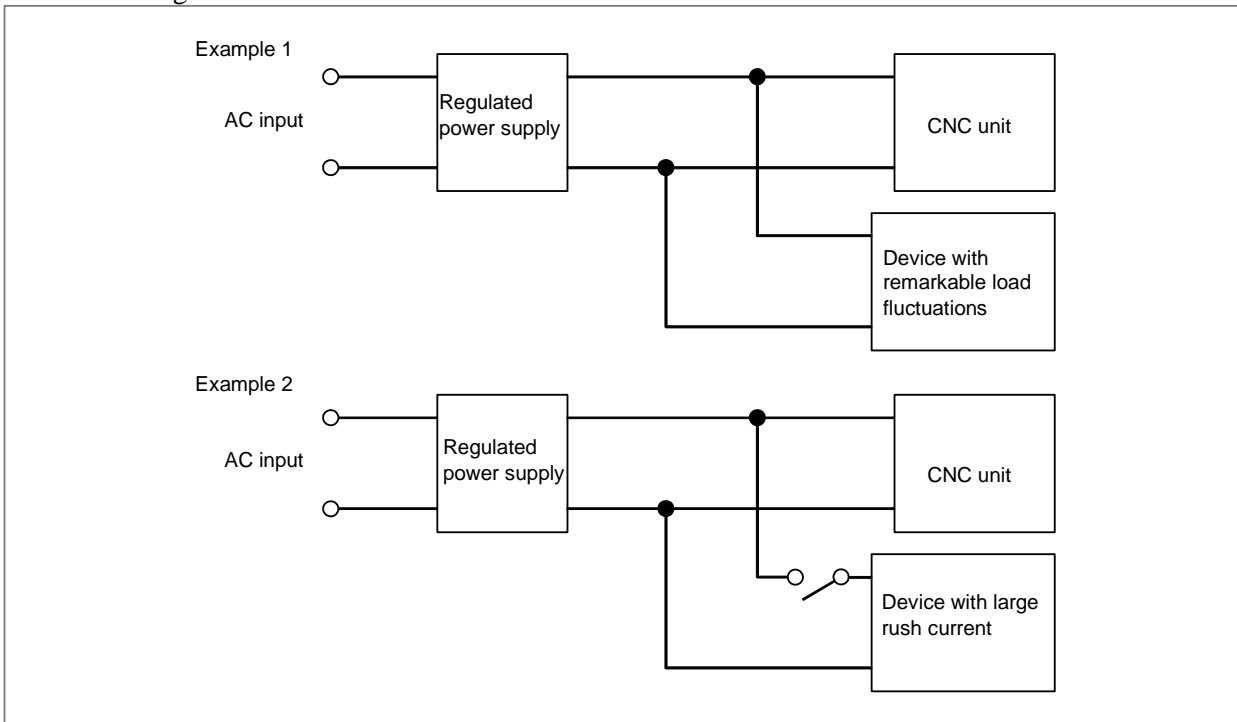 Example 1
AC input
Regulated
power supply
CNC unit
Device with
remarkable load
fluctuations
Example 2
AC input
Regulated
power supply
CNC unit
Device with large
rush current